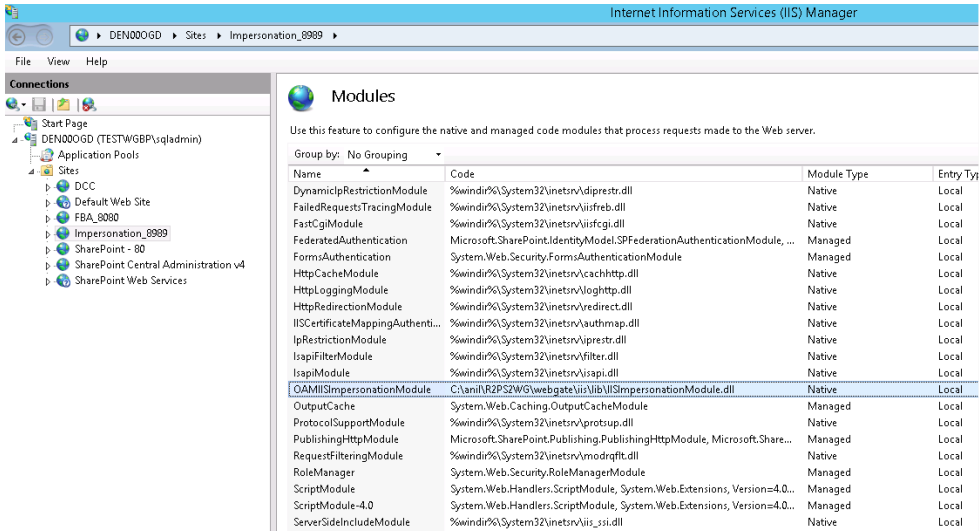 Internet Information Services (IIS) Manager
DEN00OGD Sites Impersonation_8989
File View Help
Connections
Start Page
DEN00OGD (TESTWGBP\sqladmin)
Application Pools
Sites
DCC
Default Web Site
FBA_8080
Impersonation_8989
SharePoint - 80
SharePoint Central Administration v4
SharePoint Web Services
Modules
Use this feature to configure the native and managed code modules that process requests made to the Web server.
Group by: No Grouping
Name Code Module Type Entry Typ
DynamicIpRestrictionModule %windir%\System32\inetsrv\diprestr.dll Native Local
FailedRequestsTracingModule %windir%\System32\inetsrv\iisfreb.dll Native Local
FastCgiModule %windir%\System32\inetsrv\iisfcgi.dll Native Local
FederatedAuthentication Microsoft.SharePoint.IdentityModel.SPFederationAuthenticationModule, ... Managed Local
FormsAuthentication System.Web.Security.FormsAuthenticationModule Managed Local
HttpCacheModule %windir%\System32\inetsrv\cachhttp.dll Native Local
HttpLoggingModule %windir%\System32\inetsrv\loghttp.dll Native Local
HttpRedirectionModule %windir%\System32\inetsrv\redirect.dll Native Local
IISCertificateMappingAuthenti... %windir%\System32\inetsrv\authmap.dll Native Local
IpRestrictionModule %windir%\System32\inetsrv\iprestr.dll Native Local
IsapiFilterModule %windir%\System32\inetsrv\filter.dll Native Local
IsapiModule %windir%\System32\inetsrv\isapi.dll Native Local
OAMIISImpersonationModule C:\anil\R2PS2WG\webgate\iis\lib\IISImpersonationModule.dll Native Local
OutputCache System.Web.Caching.OutputCacheModule Managed Local
ProtocolSupportModule %windir%\System32\inetsrv\protsup.dll Native Local
PublishingHttpModule Microsoft.SharePoint.Publishing.PublishingHttpModule, Microsoft.Share... Managed Local
RequestFilteringModule %windir%\System32\inetsrv\modrqflt.dll Native Local
RoleManager System.Web.Security.RoleManagerModule Managed Local
ScriptModule System.Web.Handlers.ScriptModule, System.Web.Extensions, Version=4.0... Managed Local
ScriptModule-4.0 System.Web.Handlers.ScriptModule, System.Web.Extensions, Version=4.0... Managed Local
ServerSideIncludeModule %windir%\System32\inetsrv\iis_ssi.dll Native Local